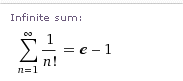 Infinite sum:
∞
∑ 1/n! = e − 1
n=1